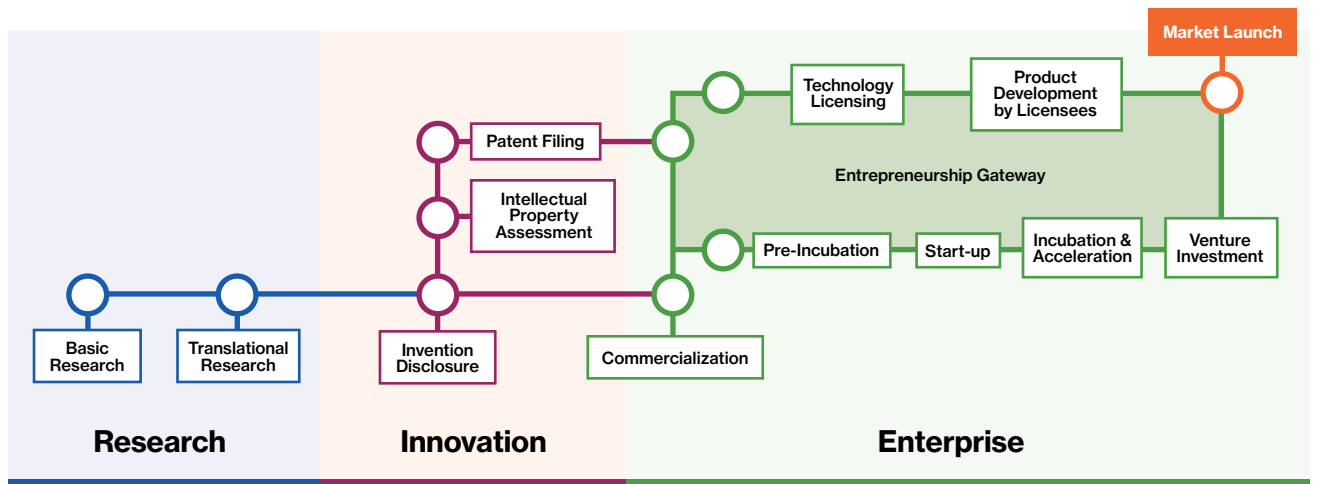 Market Launch
Technology
Licensing
Product
Development
by Licensees
Patent Filing
Entrepreneurship Gateway
Intellectual
Property
Assessment
Pre-Incubation
Start-up
Incubation &
Acceleration
Venture
Investment
Basic
Research
Translational
Research
Invention
Disclosure
Commercialization
Research
Innovation
Enterprise